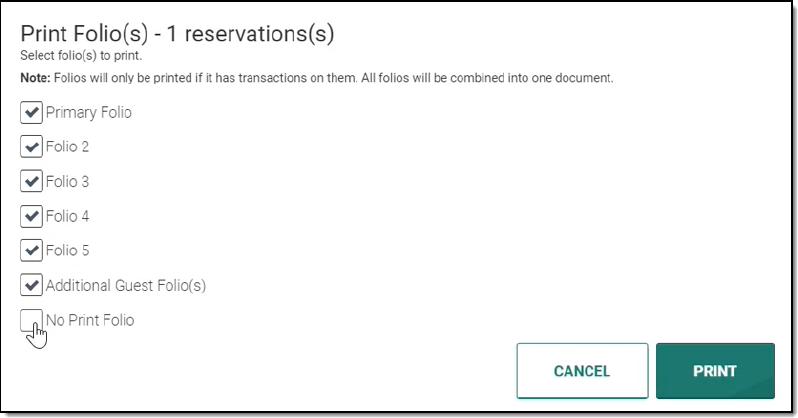 Print Folio(s) - 1 reservations(s)
Select folio(s) to print.
Note: Folios will only be printed if it has transactions on them. All folios will be combined into one document.
Primary Folio
Folio 2
Folio 3
Folio 4
Folio 5
Additional Guest Folio(s)
No Print Folio
CANCEL PRINT